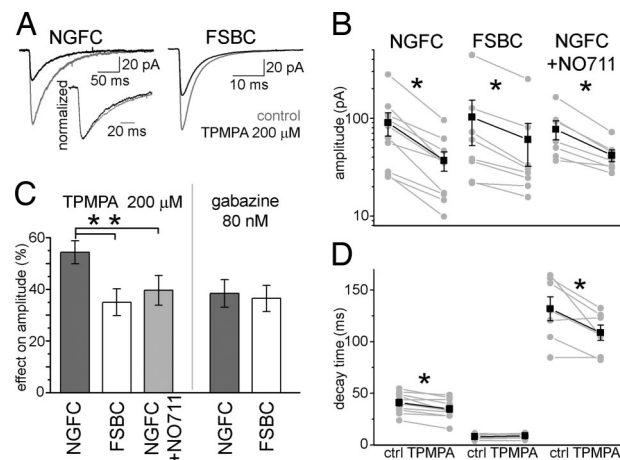 A
NGFC
20 pA
50 ms
normalized
20 ms
FSBC
20 pA
10 ms
control
TPMPA 200 μM
B
NGFC
FSBC
NGFC
+NO711
*
*
*
amplitude (pA)
100
10
C
TPMPA 200 μM
gabazine
80 nM
* *
effect on amplitude (%)
60
40
20
0
NGFC
FSBC
NGFC
+NO711
NGFC
FSBC
D
decay time (ms)
150
100
50
0
*
*
ctrl TPMPA
ctrl TPMPA
ctrl TPMPA